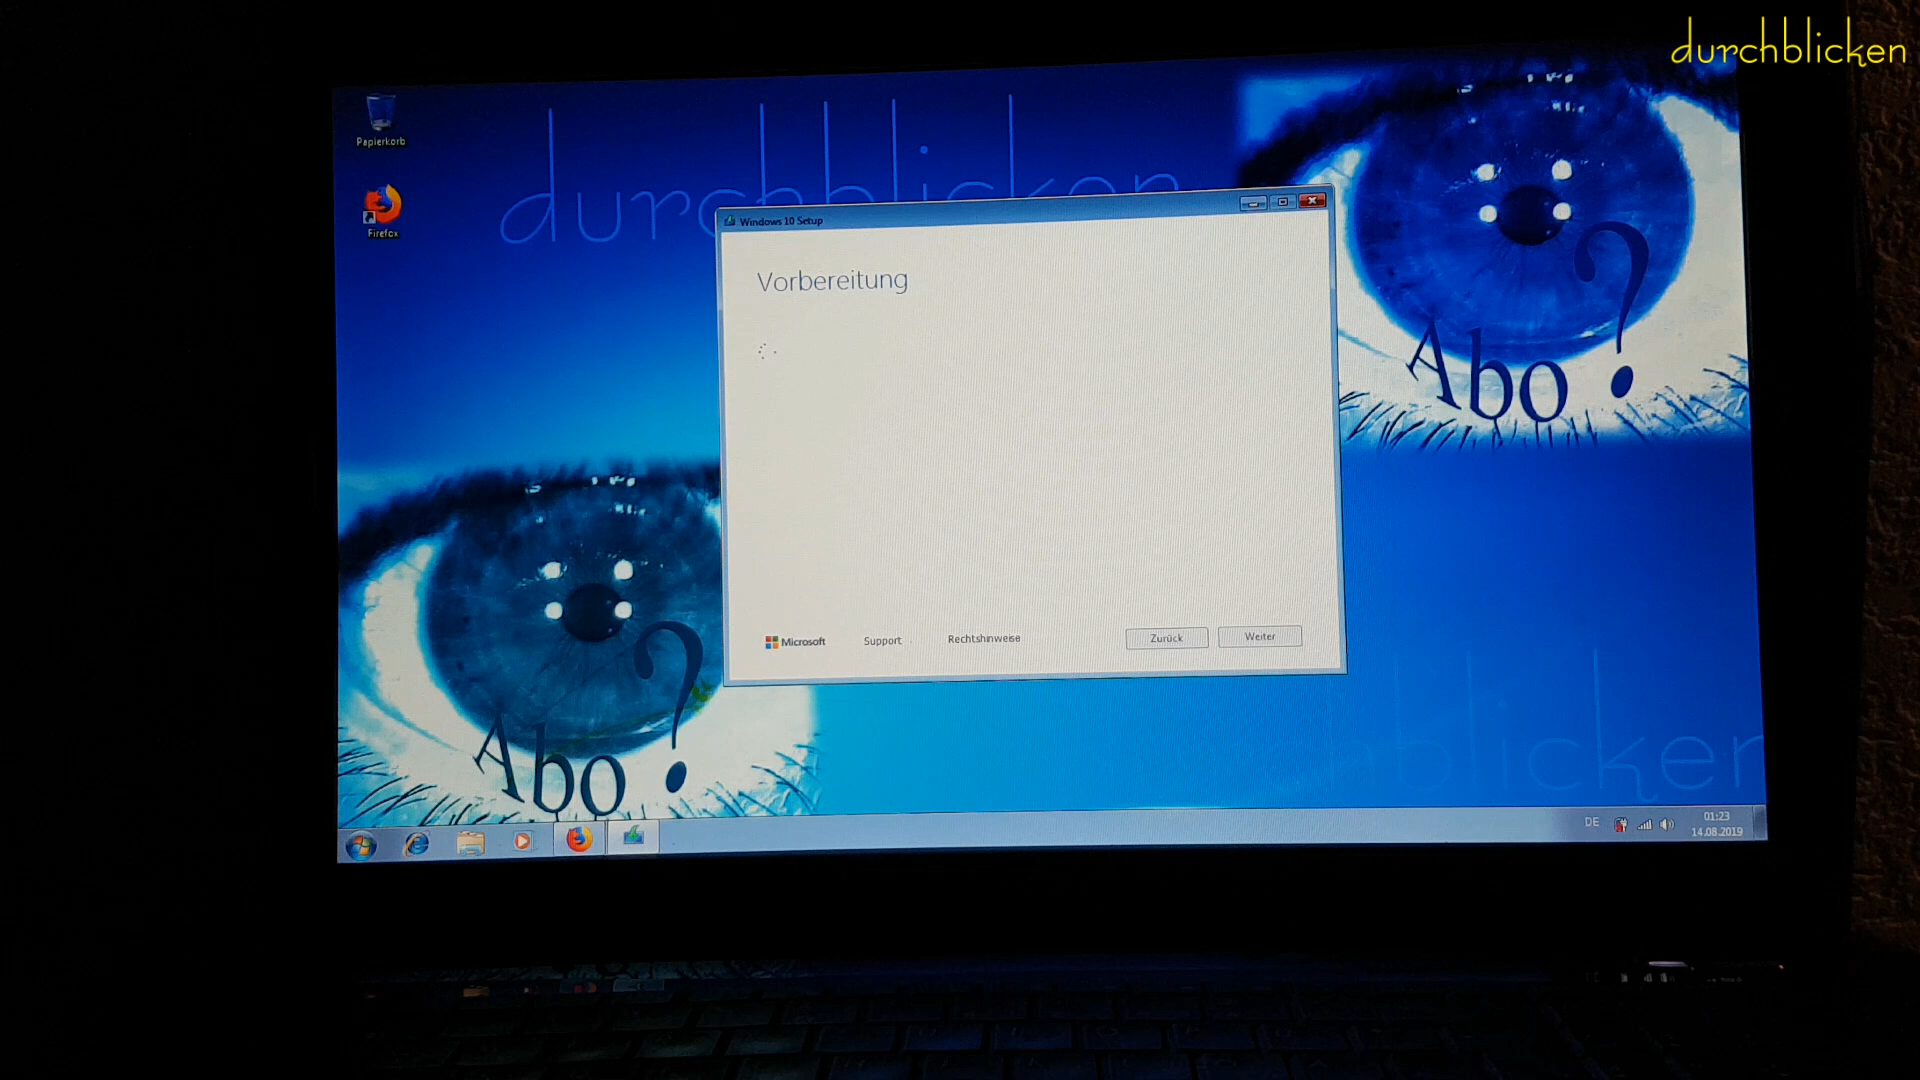 durchblicken
Papierkorb
Firefox
durchblicken
Windows 10 Setup
Vorbereitung
Abo?
Microsoft
Support
Rechtshinweise
Zurück
Weiter
Abo?
blicken
DE
01:23
14.08.2019